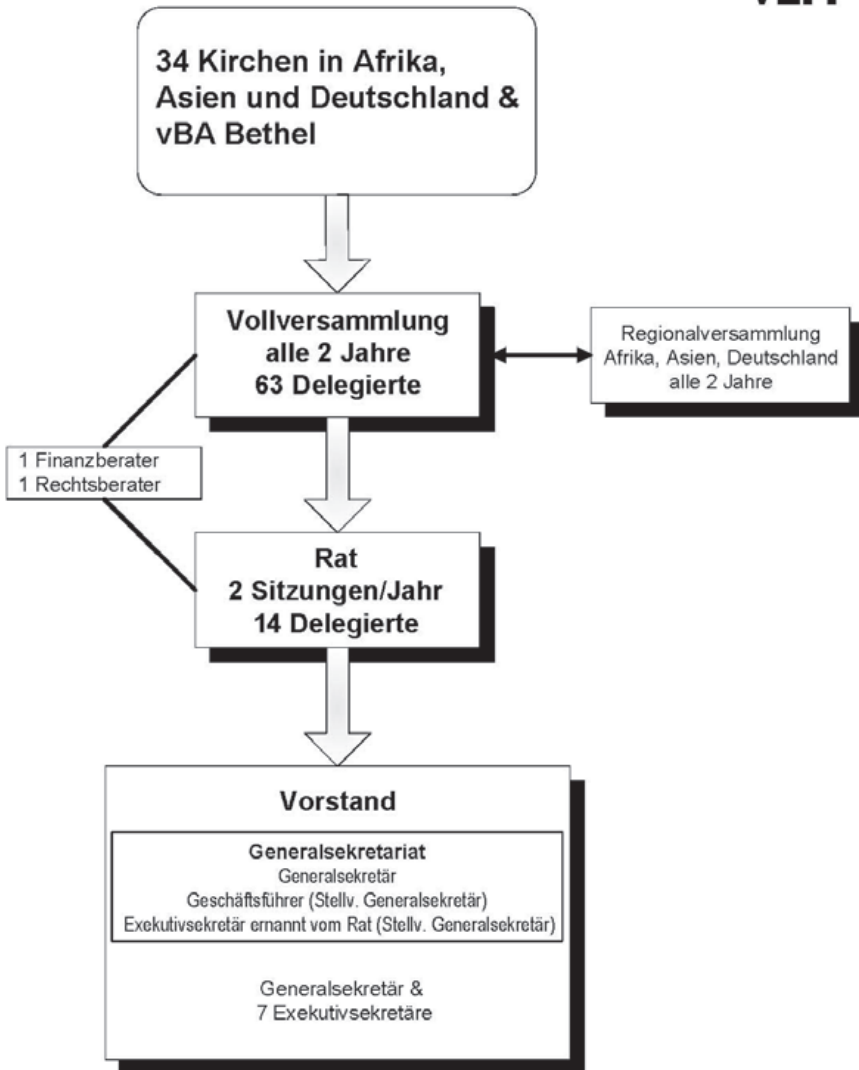 34 Kirchen in Afrika,
Asien und Deutschland &
vBA Bethel
Vollversammlung
alle 2 Jahre
63 Delegierte
Regionalversammlung
Afrika, Asien, Deutschland
alle 2 Jahre
1 Finanzberater
1 Rechtsberater
Rat
2 Sitzungen/Jahr
14 Delegierte
Vorstand
Generalsekretariat
Generalsekretär
Geschäftsführer (Stellv. Generalsekretär)
Exekutivsekretär ernannt vom Rat (Stellv. Generalsekretär)
Generalsekretär &
7 Exekutivsekretäre